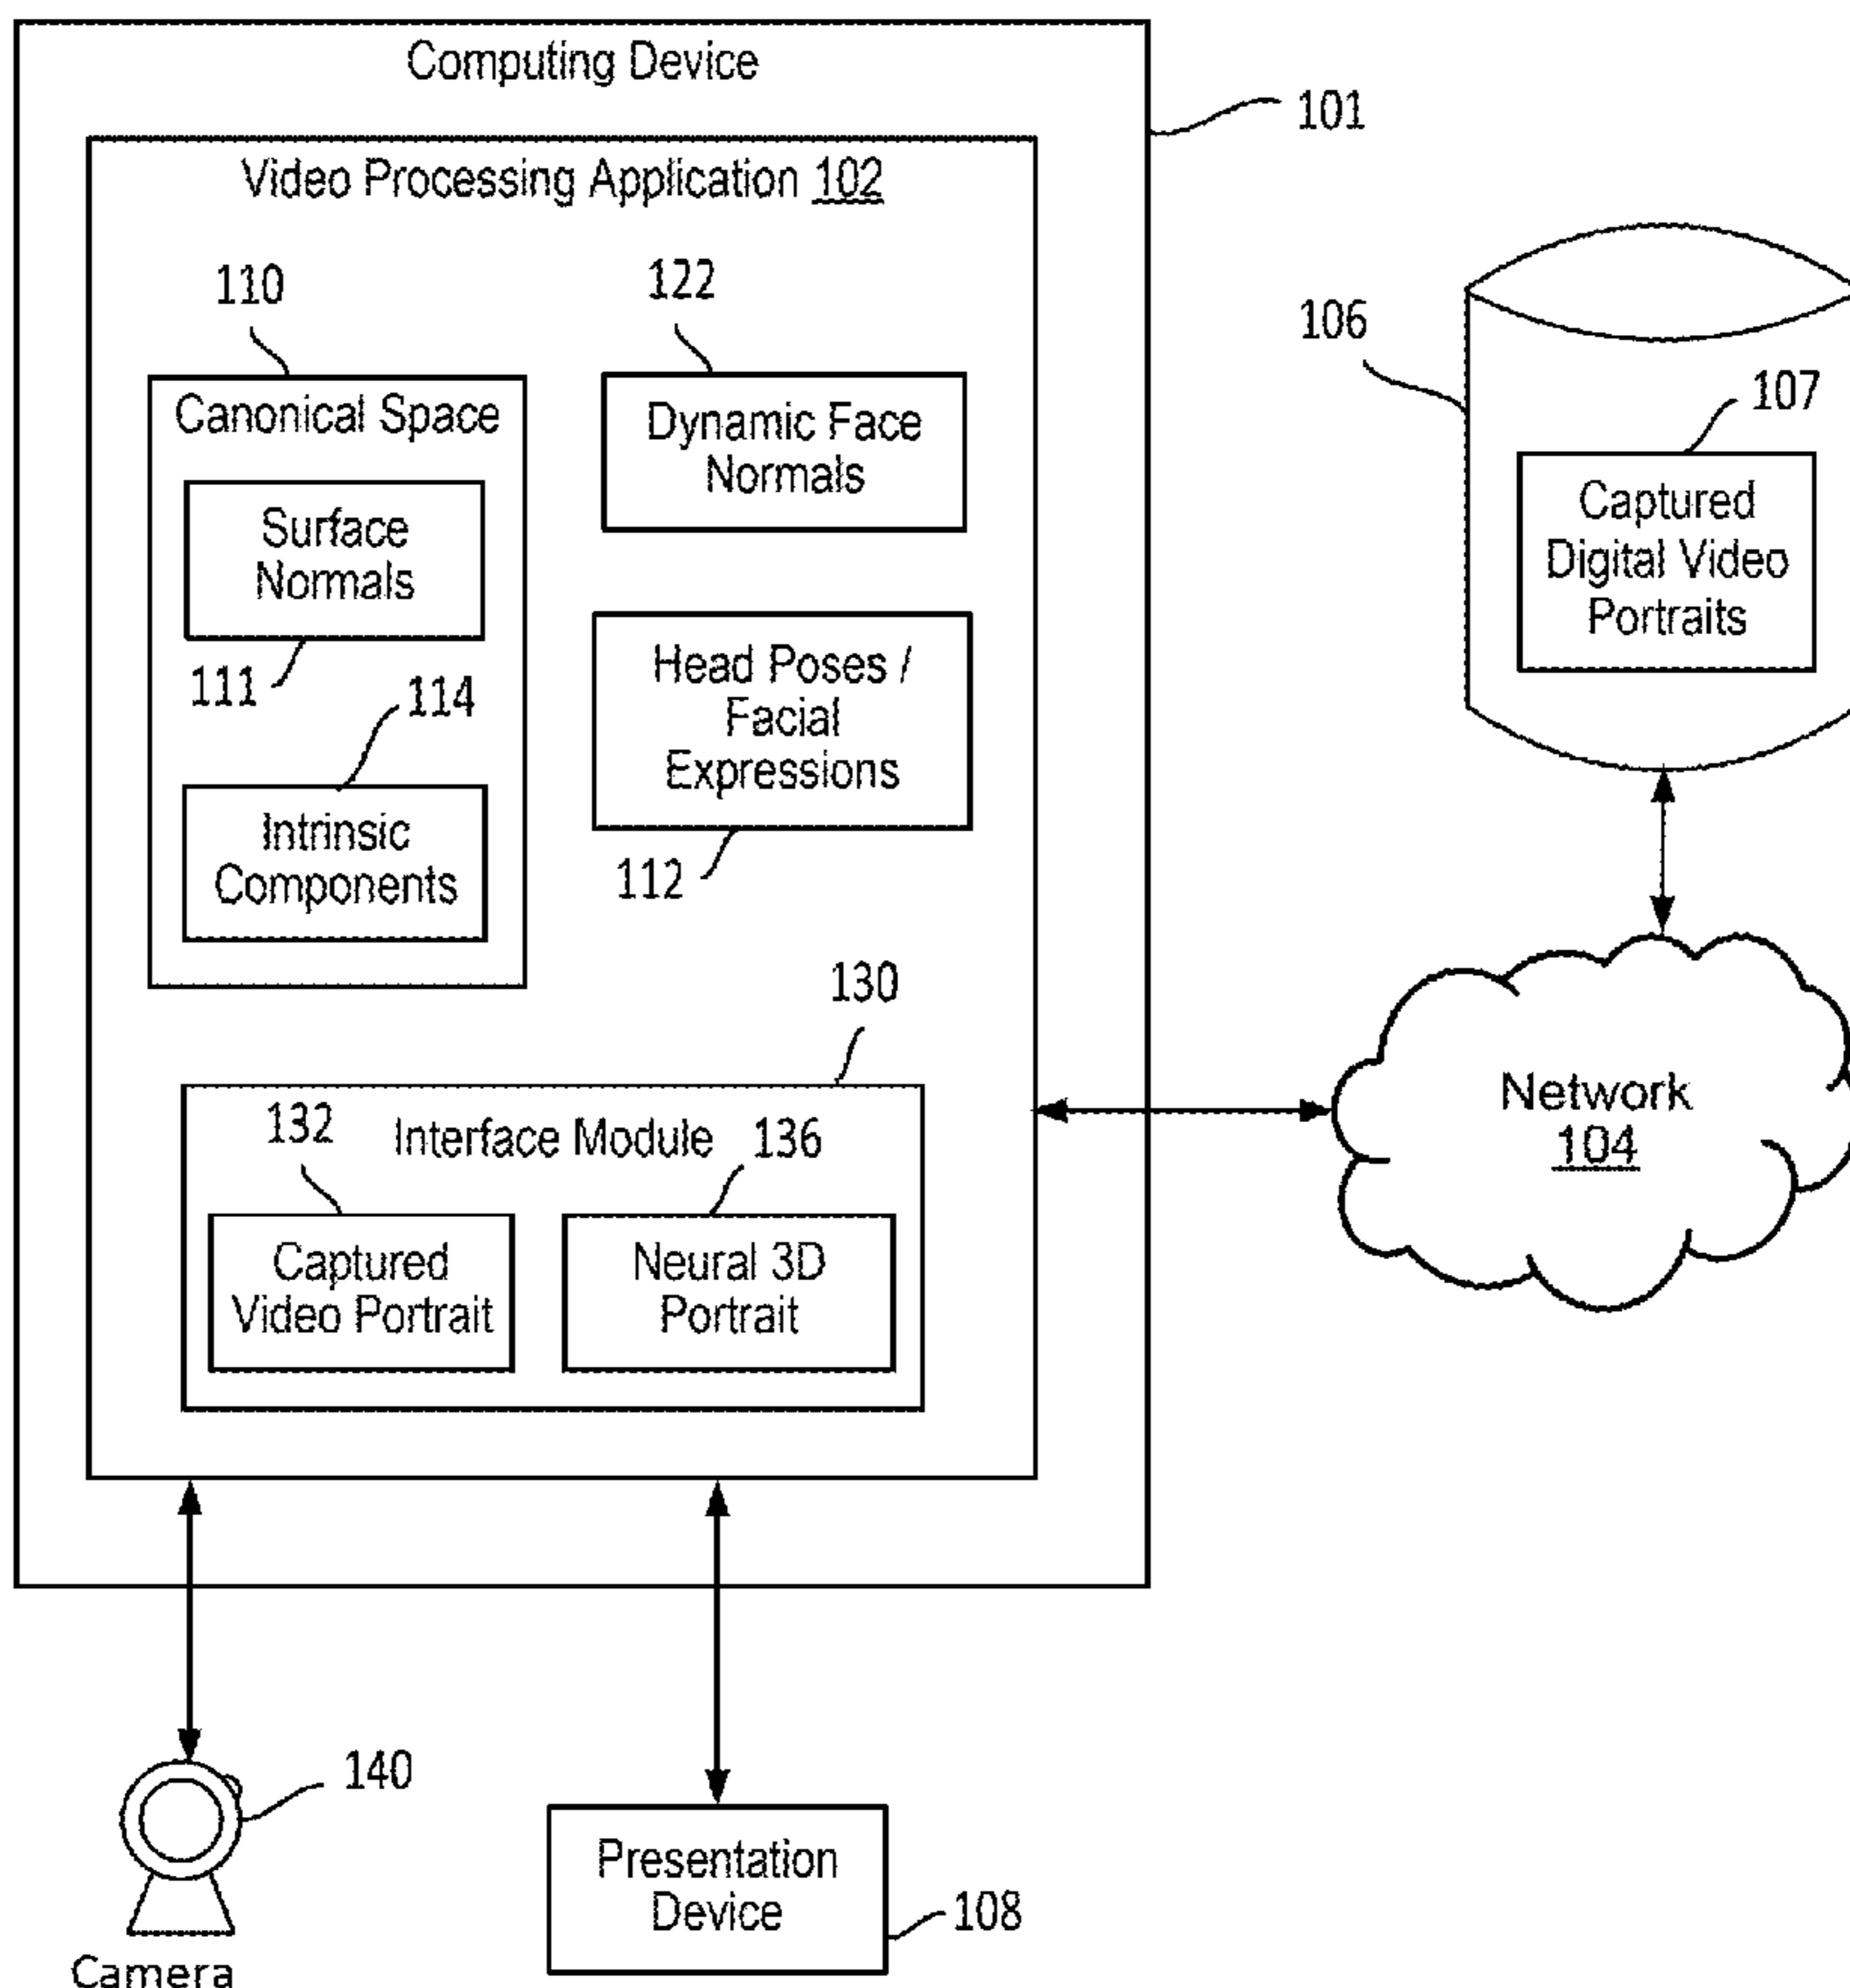 Computing Device
101
Video Processing Application 102
110
122
106
107
Canonical Space
Dynamic Face
Normals
Surface
Normals
Captured
Digital Video
Portraits
111
114
Head Poses /
Facial
Expressions
Intrinsic
Components
112
130
132
Interface Module
136
Captured
Video Portrait
Neural 3D
Portrait
Network
104
140
Camera
Presentation
Device
108